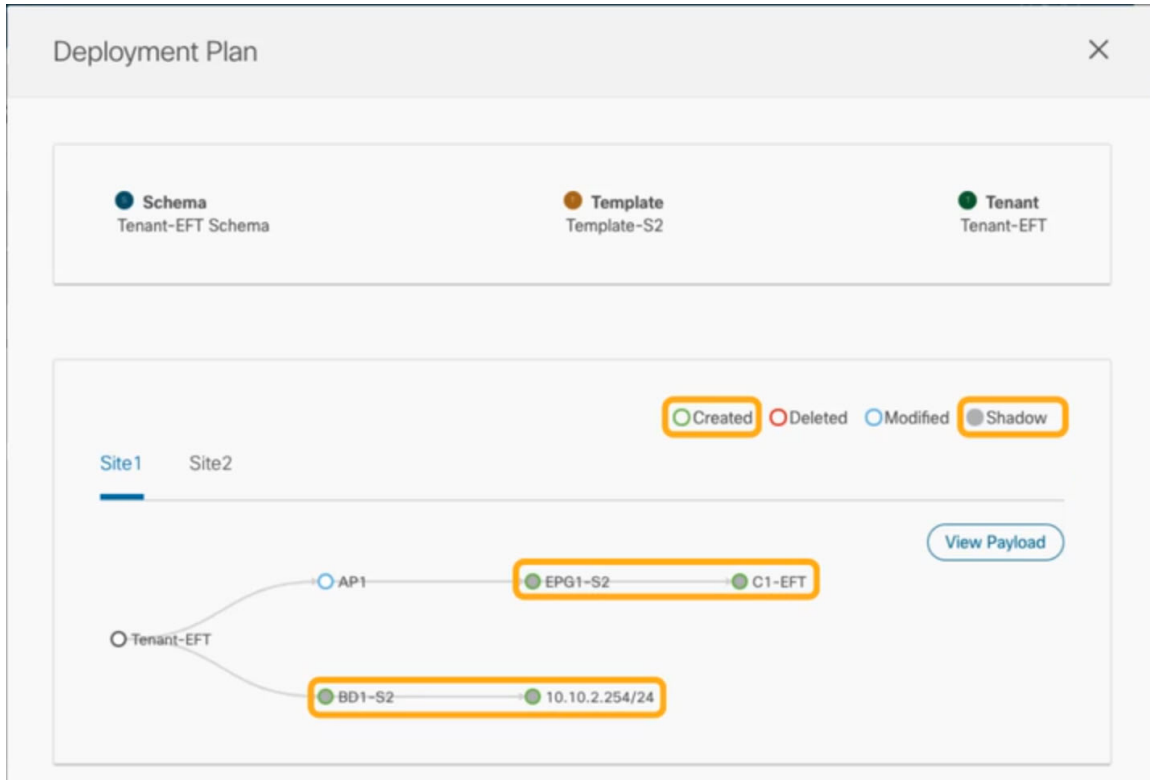 Deployment Plan
Schema
Tenant-EFT Schema
Template
Template-S2
Tenant
Tenant-EFT
Created
Deleted
Modified
Shadow
Site1
Site2
View Payload
AP1
EPG1-S2
C1-EFT
Tenant-EFT
BD1-S2
10.10.2.254/24